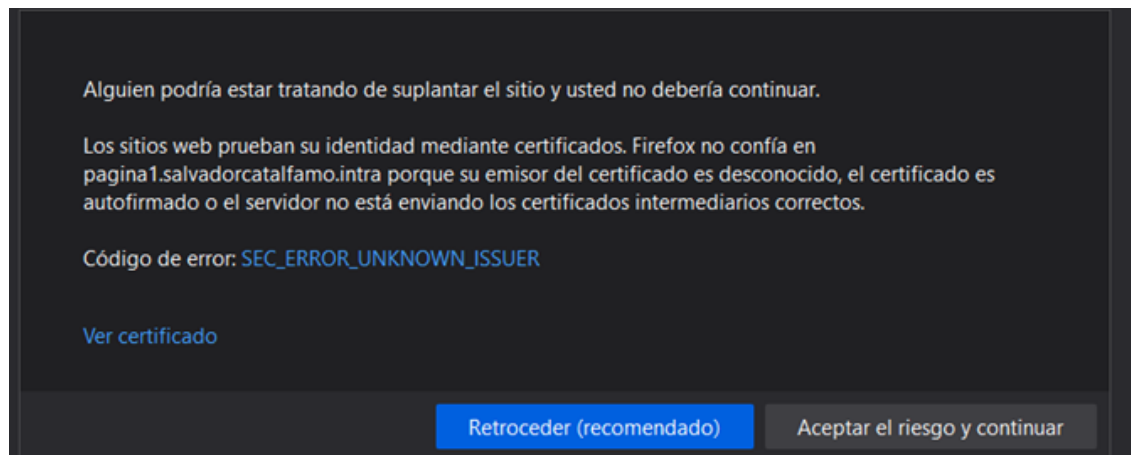 Alguien podría estar tratando de suplantar el sitio y usted no debería continuar.
Los sitios web prueban su identidad mediante certificados. Firefox no confía en
pagina1.salvadorcatalfamo.intra porque su emisor del certificado es desconocido, el certificado es
autofirmado o el servidor no está enviando los certificados intermediarios correctos.
Código de error: SEC_ERROR_UNKNOWN_ISSUER
Ver certificado
Retroceder (recomendado)
Aceptar el riesgo y continuar